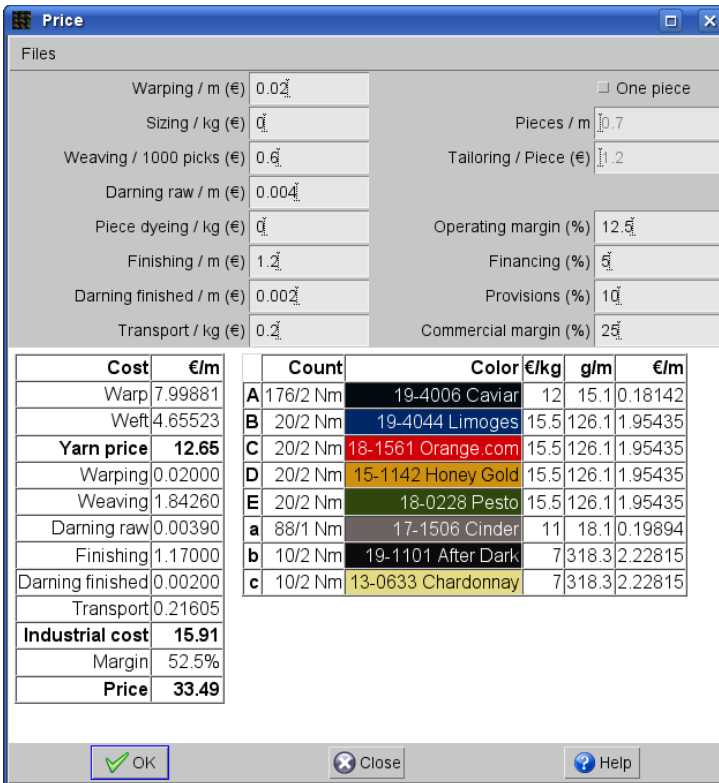 Price
Files
Warping / m (€) 0.02 One piece
Sizing / kg (€) 0 Pieces / m 0.7
Weaving / 1000 picks (€) 0.6 Tailoring / Piece (€) 1.2
Darning raw / m (€) 0.004
Piece dyeing / kg (€) 0 Operating margin (%) 12.5
Finishing / m (€) 1.2 Financing (%) 5
Darning finished / m (€) 0.002 Provisions (%) 10
Transport / kg (€) 0.2 Commercial margin (%) 25
Cost €/m
Warp 7.99881
Weft 4.65523
Yarn price 12.65
Warping 0.02000
Weaving 1.84260
Darning raw 0.00390
Finishing 1.17000
Darning finished 0.00200
Transport 0.21605
Industrial cost 15.91
Margin 52.5%
Price 33.49
Count Color €/kg g/m €/m
A 176/2 Nm 19-4006 Caviar 12 15.1 0.18142
B 20/2 Nm 19-4044 Limoges 15.5 126.1 1.95435
C 20/2 Nm 18-1561 Orange.com 15.5 126.1 1.95435
D 20/2 Nm 15-1142 Honey Gold 15.5 126.1 1.95435
E 20/2 Nm 18-0228 Pesto 15.5 126.1 1.95435
a 88/1 Nm 17-1506 Cinder 11 18.1 0.19894
b 10/2 Nm 19-1101 After Dark 7 318.3 2.22815
c 10/2 Nm 13-0633 Chardonnay 7 318.3 2.22815
OK Close Help